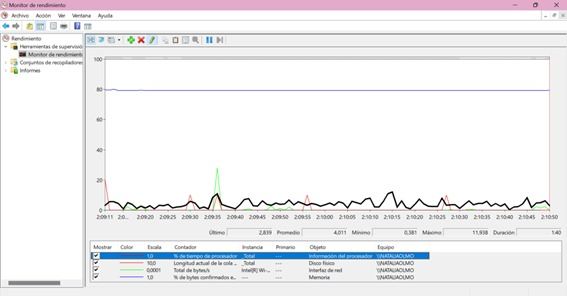 Monitor de rendimiento
Archivo Acción Ver Ventana Ayuda
Rendimiento
Herramientas de supervisió
Monitor de rendimiento
Conjuntos de recopiladores
Informes
100
80
60
40
20
0
2:09:11 2:0... 2:09:20 2:09:25 2:09:30 2:09:35 2:09:40 2:09:45 2:09:50 2:09:55 2:10:00 2:10:05 2:10:10 2:10:15 2:10:20 2:10:25 2:10:30 2:10:35 2:10:40 2:10:50
Último 2,839 Promedio 4,011 Mínimo 0,381 Máximo 11,938 Duración 1:40
Mostrar Color Escala Contador Instancia Primario Objeto Equipo
1,0 % de tiempo de procesador _Total --- Información del procesador \\NATALIAOLMO
10,0 Longitud actual de la cola ... _Total --- Disco físico \\NATALIAOLMO
0,0001 Total de bytes/s Intel[R] Wi-... --- Interfaz de red \\NATALIAOLMO
1,0 % de bytes confirmados e... --- --- Memoria \\NATALIAOLMO